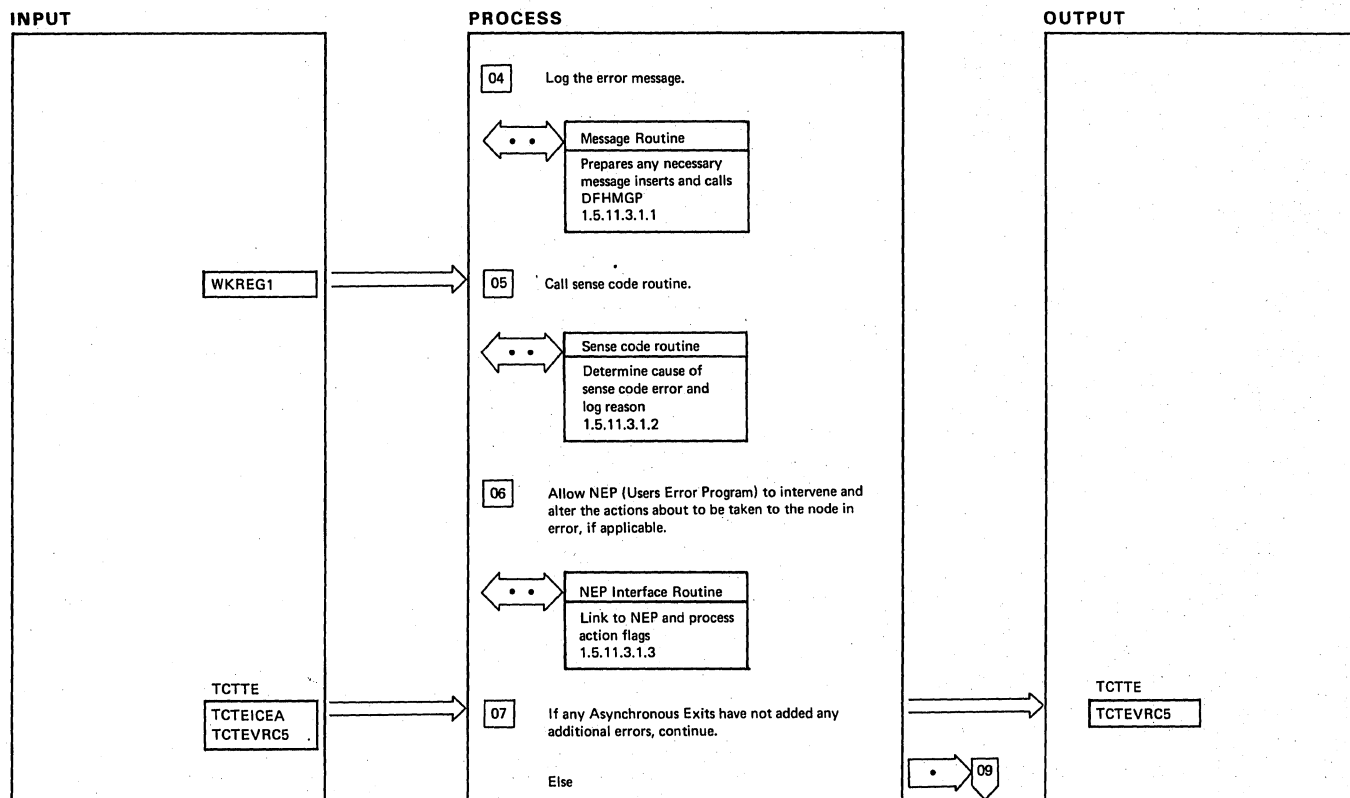 INPUT
PROCESS
OUTPUT
04 Log the error message.
Message Routine
Prepares any necessary
message inserts and calls
DFHMGP
1.5.11.3.1.1
WKREG1
05 Call sense code routine.
Sense code routine
Determine cause of
sense code error and
log reason
1.5.11.3.1.2
06 Allow NEP (Users Error Program) to intervene and
alter the actions about to be taken to the node in
error, if applicable.
NEP Interface Routine
Link to NEP and process
action flags
1.5.11.3.1.3
TCTTE
TCTEICEA
TCTEVRC5
07 If any Asynchronous Exits have not added any
additional errors, continue.
TCTTE
TCTEVRC5
Else
09